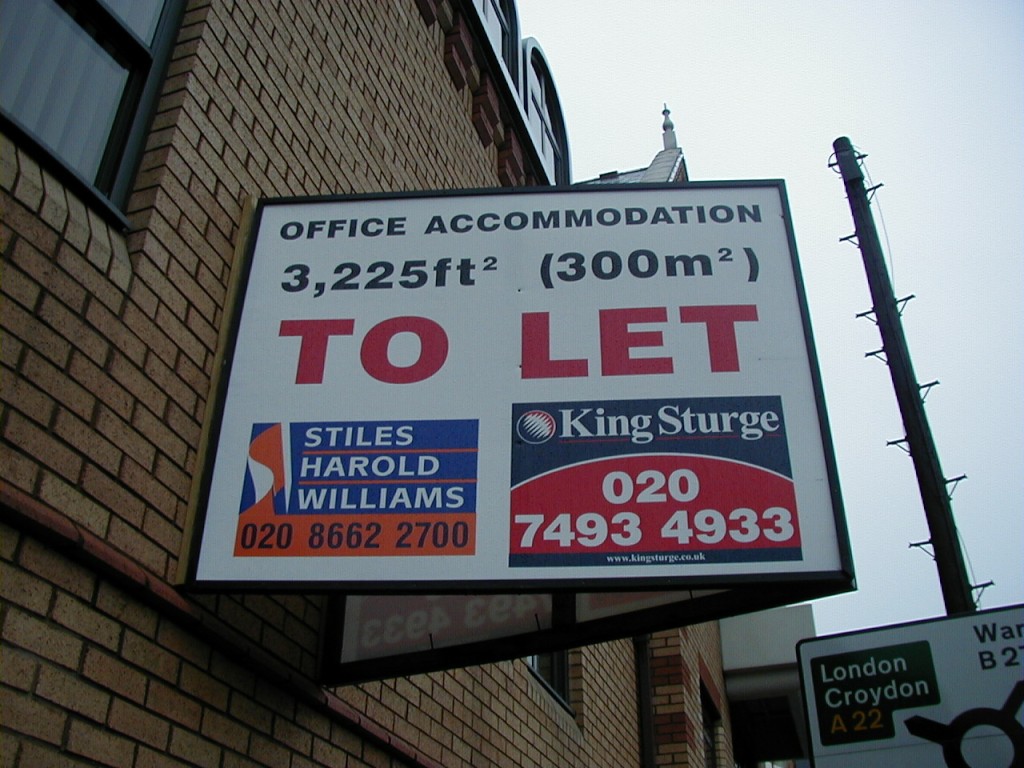 OFFICE ACCOMMODATION
3,225ft² (300m²)
TO LET
STILES
HAROLD
WILLIAMS
020 8662 2700
King Sturge
020
7493 4933
www.kingsturge.co.uk
London
Croydon
A 22